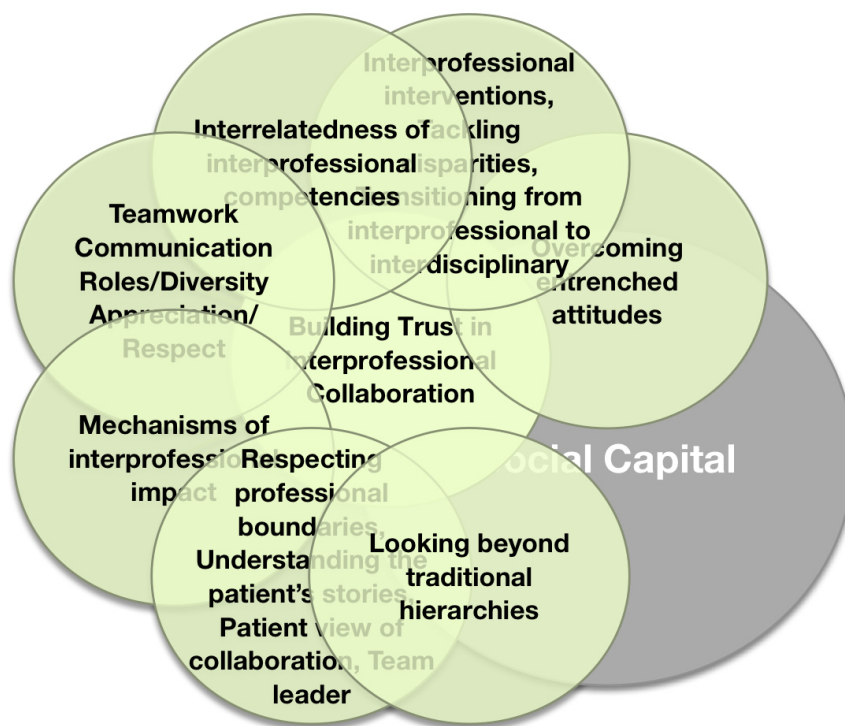 Interprofessional
interventions,
Tackling
disparities,
Transitioning from
interprofessional to
interdisciplinary
Interrelatedness of
interprofessional
competencies
Teamwork
Communication
Roles/Diversity
Appreciation/
Respect
Overcoming
entrenched
attitudes
Building Trust in
interprofessional
Collaboration
Mechanisms of
interprofessional
impact
Social Capital
Respecting
professional
boundaries,
Understanding the
patient's stories,
Patient view of
collaboration, Team
leader
Looking beyond
traditional
hierarchies